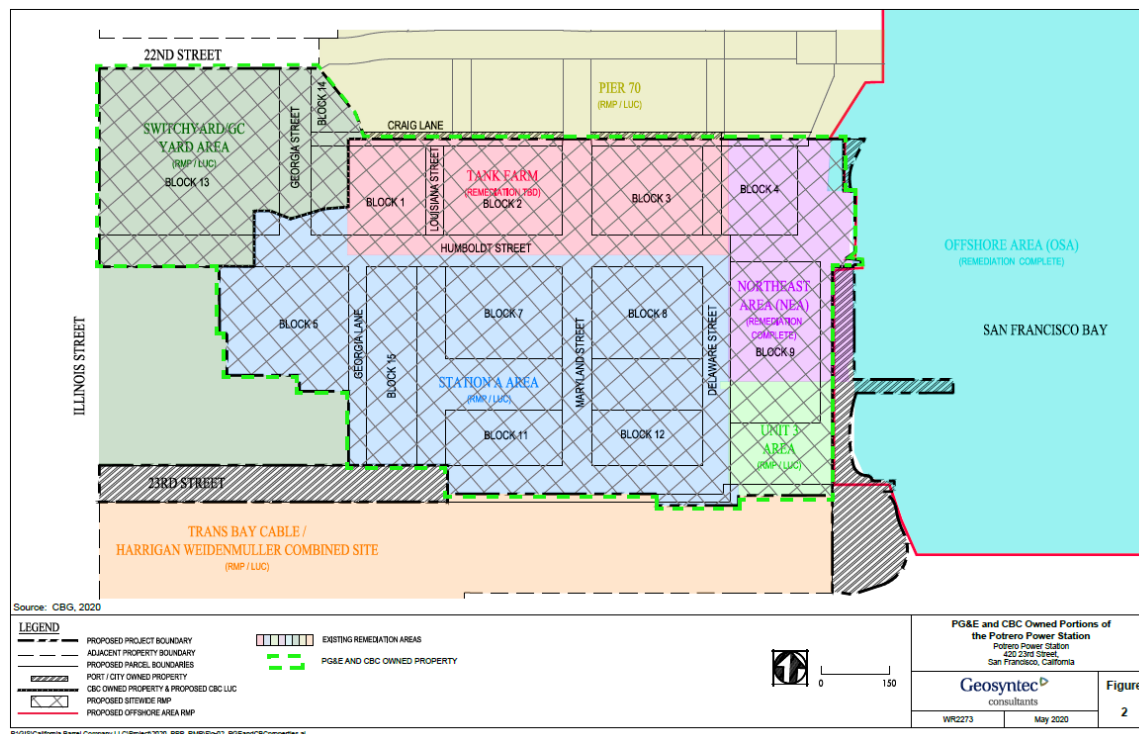 22ND STREET
PIER 70
(RMP / LUC)
BLOCK 14
GEORGIA STREET
SWITCHYARD/GC
YARD AREA
(RMP / LUC)
BLOCK 13
CRAIG LANE
LOUISIANA STREET
TANK FARM
(REMEDIATION TBD)
BLOCK 1
BLOCK 2
BLOCK 3
BLOCK 4
HUMBOLDT STREET
OFFSHORE AREA (OSA)
(REMEDIATION COMPLETE)
NORTHEAST
AREA (NEA)
(REMEDIATION
COMPLETE)
BLOCK 9
SAN FRANCISCO BAY
ILLINOIS STREET
BLOCK 5
GEORGIA LANE
BLOCK 15
BLOCK 7
MARYLAND STREET
BLOCK 8
DELAWARE STREET
STATION A AREA
(RMP / LUC)
BLOCK 11
BLOCK 12
UNIT 3
AREA
(RMP / LUC)
23RD STREET
TRANS BAY CABLE /
HARRIGAN WEIDENMULLER COMBINED SITE
(RMP / LUC)
Source: CBG, 2020
LEGEND
PROPOSED PROJECT BOUNDARY
ADJACENT PROPERTY BOUNDARY
PROPOSED PARCEL BOUNDARIES
PORT / CITY OWNED PROPERTY
CBC OWNED PROPERTY & PROPOSED CBC LUC
PROPOSED SITEWIDE RMP
PROPOSED OFFSHORE AREA RMP
EXISTING REMEDIATION AREAS
PG&E AND CBC OWNED PROPERTY
0 150
PG&E and CBC Owned Portions of
the Potrero Power Station
Potrero Power Station
420 23rd Street,
San Francisco, California
Geosyntec
consultants
Figure
2
WR2273
May 2020